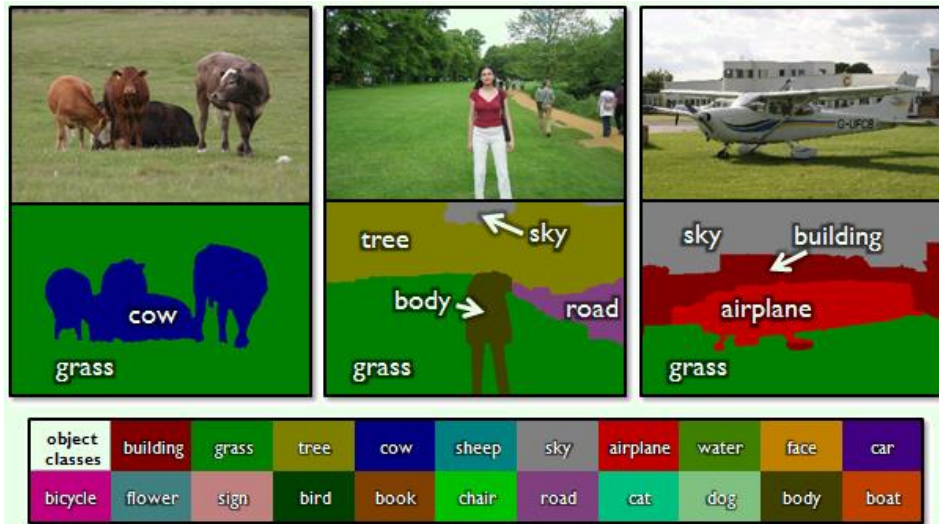 G-UFCB
sky
tree
sky
building
body
road
cow
airplane
grass
grass
grass
object classes
building
grass
tree
cow
sheep
sky
airplane
water
face
car
bicycle
flower
sign
bird
book
chair
road
cat
dog
body
boat